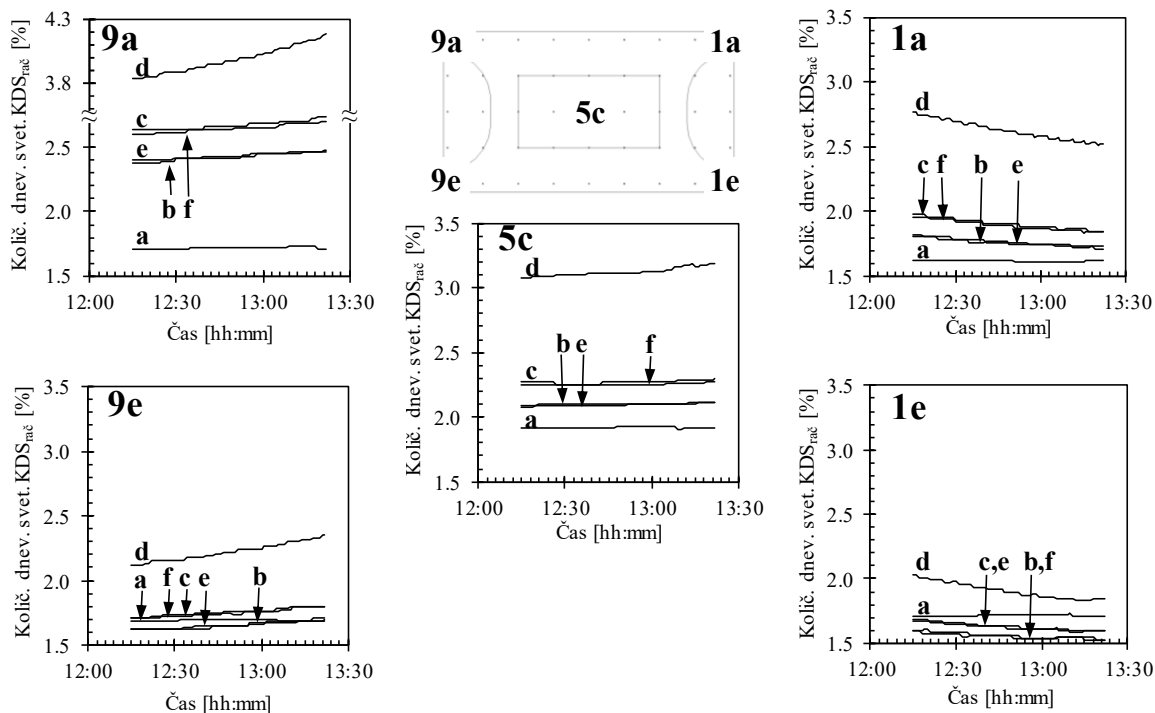 9a
Količ. dnev. svet.KDSrač [%]
4.3
3.8
2.5
2.0
1.5
d
c
e
b f
a
12:00 12:30 13:00 13:30
Čas [hh:mm]
9a 1a
5c
9e 1e
1a
Količ. dnev. svet.KDSrač [%]
3.5
3.0
2.5
2.0
1.5
d
c f b e
a
12:00 12:30 13:00 13:30
Čas [hh:mm]
5c
Količ. dnev. svet.KDSrač [%]
3.5
3.0
2.5
2.0
1.5
d
b e f
c
a
12:00 12:30 13:00 13:30
Čas [hh:mm]
9e
Količ. dnev. svet.KDSrač [%]
3.5
3.0
2.5
2.0
1.5
d
a f c e b
12:00 12:30 13:00 13:30
Čas [hh:mm]
1e
Količ. dnev. svet.KDSrač [%]
3.5
3.0
2.5
2.0
1.5
d c,e b,f
a
12:00 12:30 13:00 13:30
Čas [hh:mm]